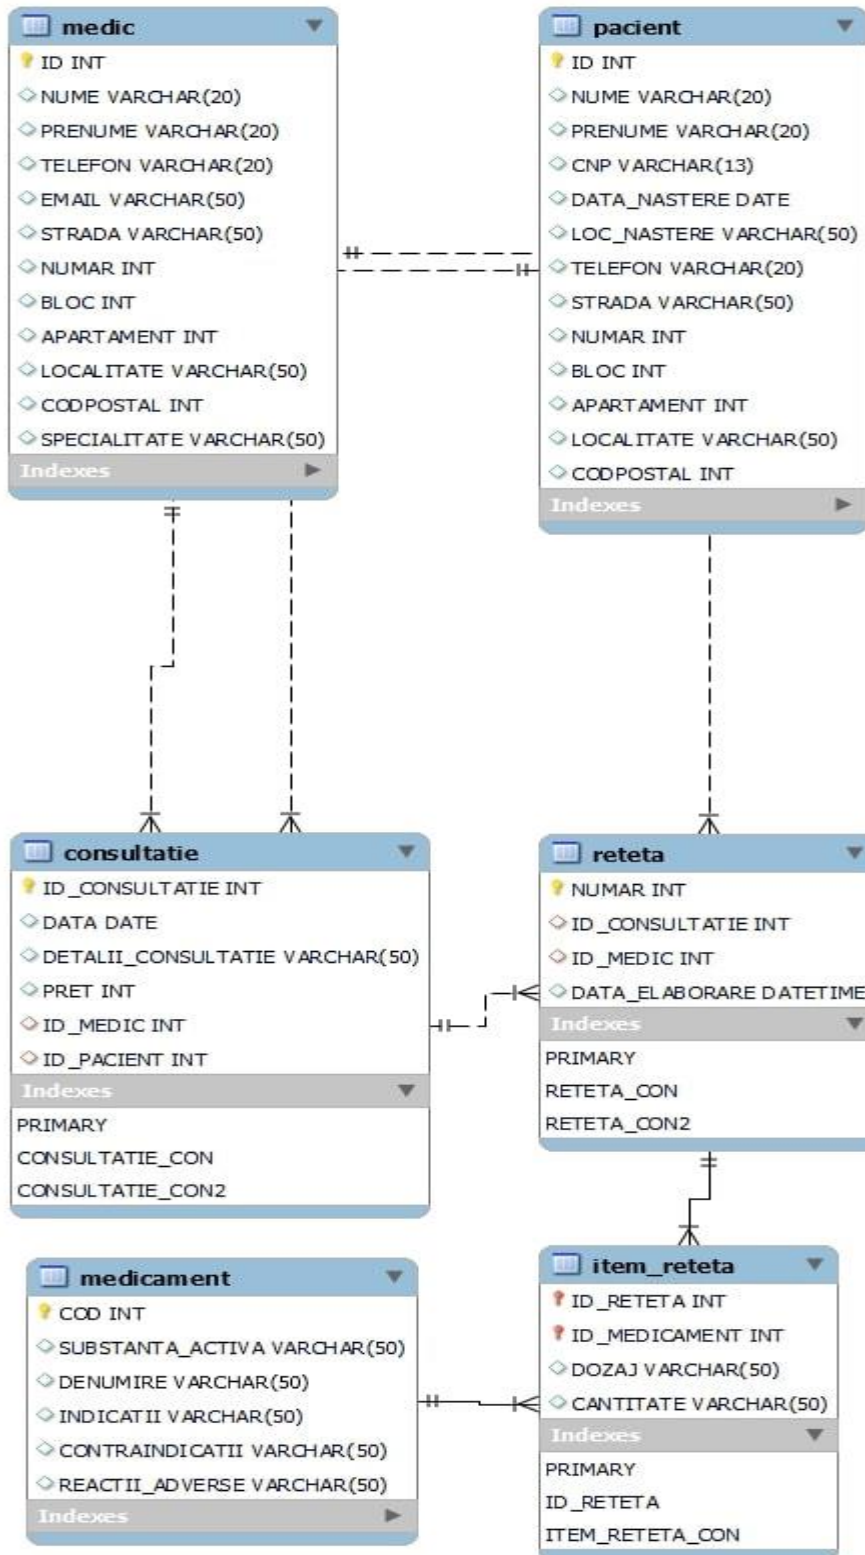 medic
ID INT
NUME VARCHAR(20)
PRENUME VARCHAR(20)
TELEFON VARCHAR(20)
EMAIL VARCHAR(50)
STRADA VARCHAR(50)
NUMAR INT
BLOC INT
APARTAMENT INT
LOCALITATE VARCHAR(50)
CODPOSTAL INT
SPECIALITATE VARCHAR(50)
Indexes
pacient
ID INT
NUME VARCHAR(20)
PRENUME VARCHAR(20)
CNP VARCHAR(13)
DATA_NASTERE DATE
LOC_NASTERE VARCHAR(50)
TELEFON VARCHAR(20)
STRADA VARCHAR(50)
NUMAR INT
BLOC INT
APARTAMENT INT
LOCALITATE VARCHAR(50)
CODPOSTAL INT
Indexes
consultatie
ID_CONSULTATIE INT
DATA DATE
DETALII_CONSULTATIE VARCHAR(50)
PRET INT
ID_MEDIC INT
ID_PACIENT INT
Indexes
PRIMARY
CONSULTATIE_CON
CONSULTATIE_CON2
reteta
NUMAR INT
ID_CONSULTATIE INT
ID_MEDIC INT
DATA_ELABORARE DATETIME
Indexes
PRIMARY
RETETA_CON
RETETA_CON2
medicament
COD INT
SUBSTANTA_ACTIVA VARCHAR(50)
DENUMIRE VARCHAR(50)
INDICATII VARCHAR(50)
CONTRAINDICATII VARCHAR(50)
REACTII_ADVERSE VARCHAR(50)
Indexes
item_reteta
ID_RETETA INT
ID_MEDICAMENT INT
DOZAJ VARCHAR(50)
CANTITATE VARCHAR(50)
Indexes
PRIMARY
ID_RETETA
ITEM_RETETA_CON